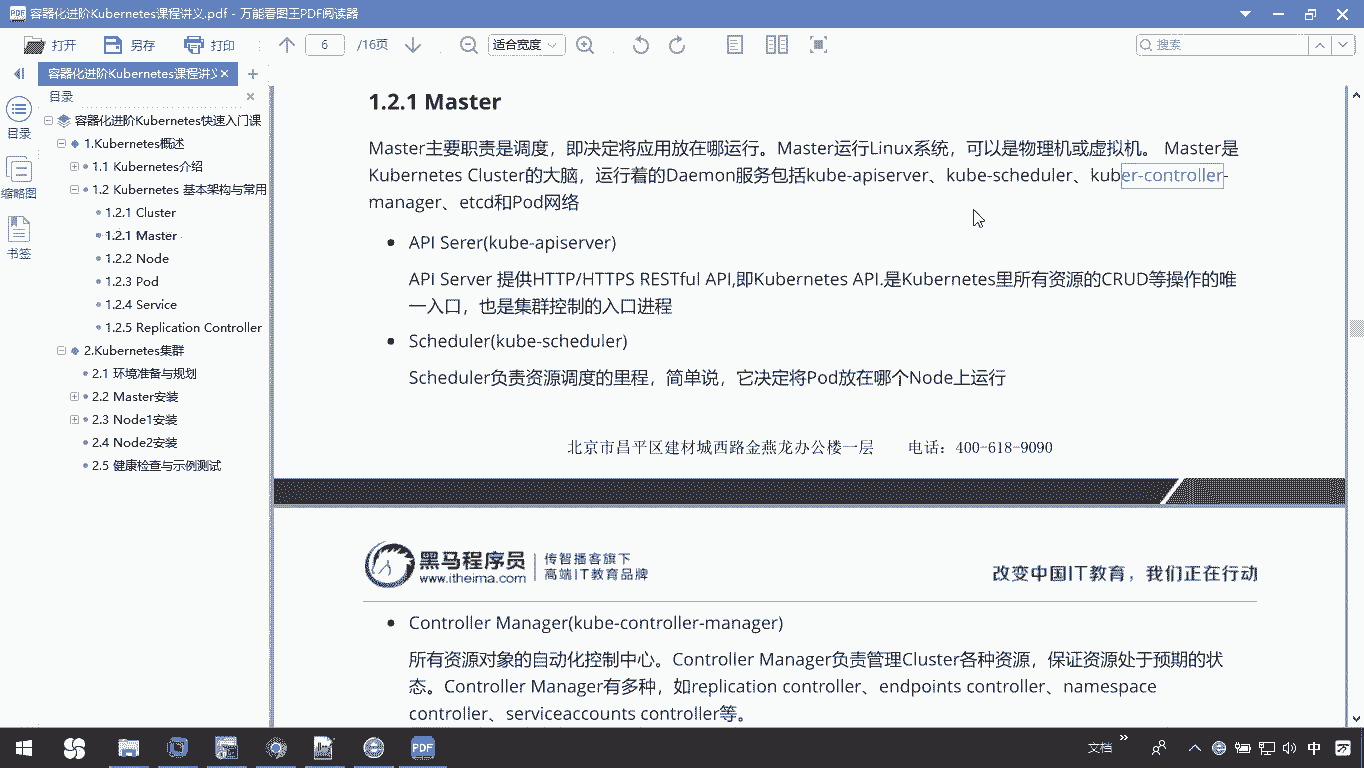 容器化进阶Kubernetes课程讲义.pdf - 万能看图王PDF阅读器
打开 另存 打印 6 /16页 适合宽度 搜索
容器化进阶Kubernetes课程讲义
目录
目录
缩略图
书签
容器化进阶Kubernetes快速入门课
1.Kubernetes概述
1.1 Kubernetes介绍
1.2 Kubernetes 基本架构与常用
1.2.1 Cluster
1.2.1 Master
1.2.2 Node
1.2.3 Pod
1.2.4 Service
1.2.5 Replication Controller
2.Kubernetes集群
2.1 环境准备与规划
2.2 Master安装
2.3 Node1安装
2.4 Node2安装
2.5 健康检查与示例测试
1.2.1 Master
Master主要职责是调度，即决定将应用放在哪运行。Master运行Linux系统，可以是物理机或虚拟机。 Master是
Kubernetes Cluster的大脑，运行着的Daemon服务包括kube-apiserver、kube-scheduler、kuber-controller-
manager、etcd和Pod网络
API Serer(kube-apiserver)
API Server 提供HTTP/HTTPS RESTful API,即Kubernetes API.是Kubernetes里所有资源的CRUD等操作的唯
一入口，也是集群控制的入口进程
Scheduler(kube-scheduler)
Scheduler负责资源调度的里程，简单说，它决定将Pod放在哪个Node上运行
北京市昌平区建材城西路金燕龙办公楼一层 电话：400-618-9090
黑马程序员 传智播客旗下
www.itheima.com 高端IT教育品牌
改变中国IT教育，我们正在行动
Controller Manager(kube-controller-manager)
所有资源对象的自动化控制中心。Controller Manager负责管理Cluster各种资源，保证资源处于预期的状
态。Controller Manager有多种，如replication controller、endpoints controller、namespace
controller、serviceaccounts controller等。
PDF 文档 中